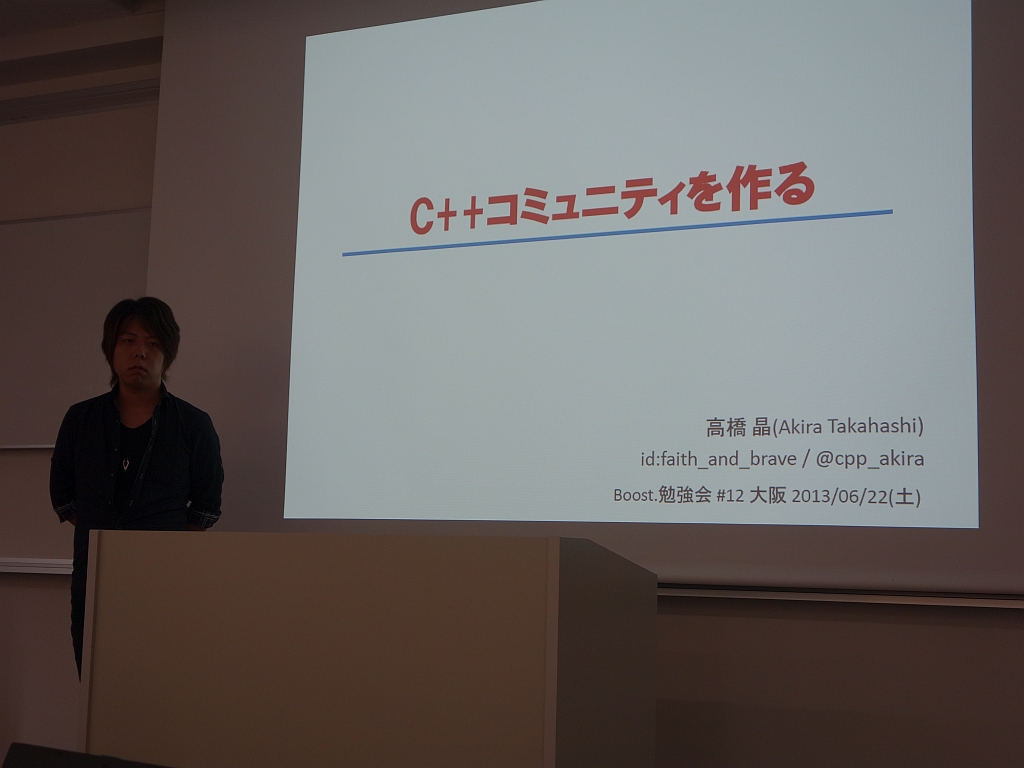 C++コミュニティを作る
高橋 晶(Akira Takahashi)
id:faith_and_brave / @cpp_akira
Boost.勉強会 #12 大阪 2013/06/22(土)